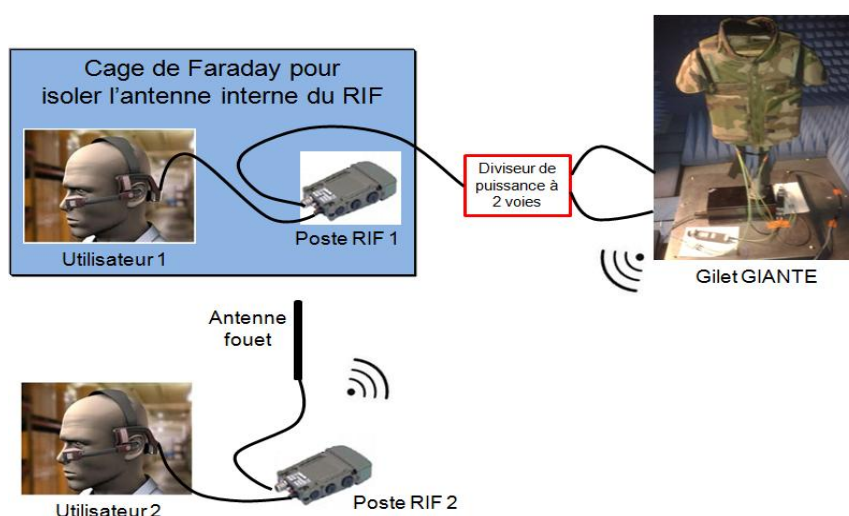 Cage de Faraday pour
isoler l'antenne interne du RIF
Utilisateur 1
Poste RIF 1
Diviseur de
puissance à
2 voies
Gilet GIANTE
Antenne
fouet
Utilisateur 2
Poste RIF 2